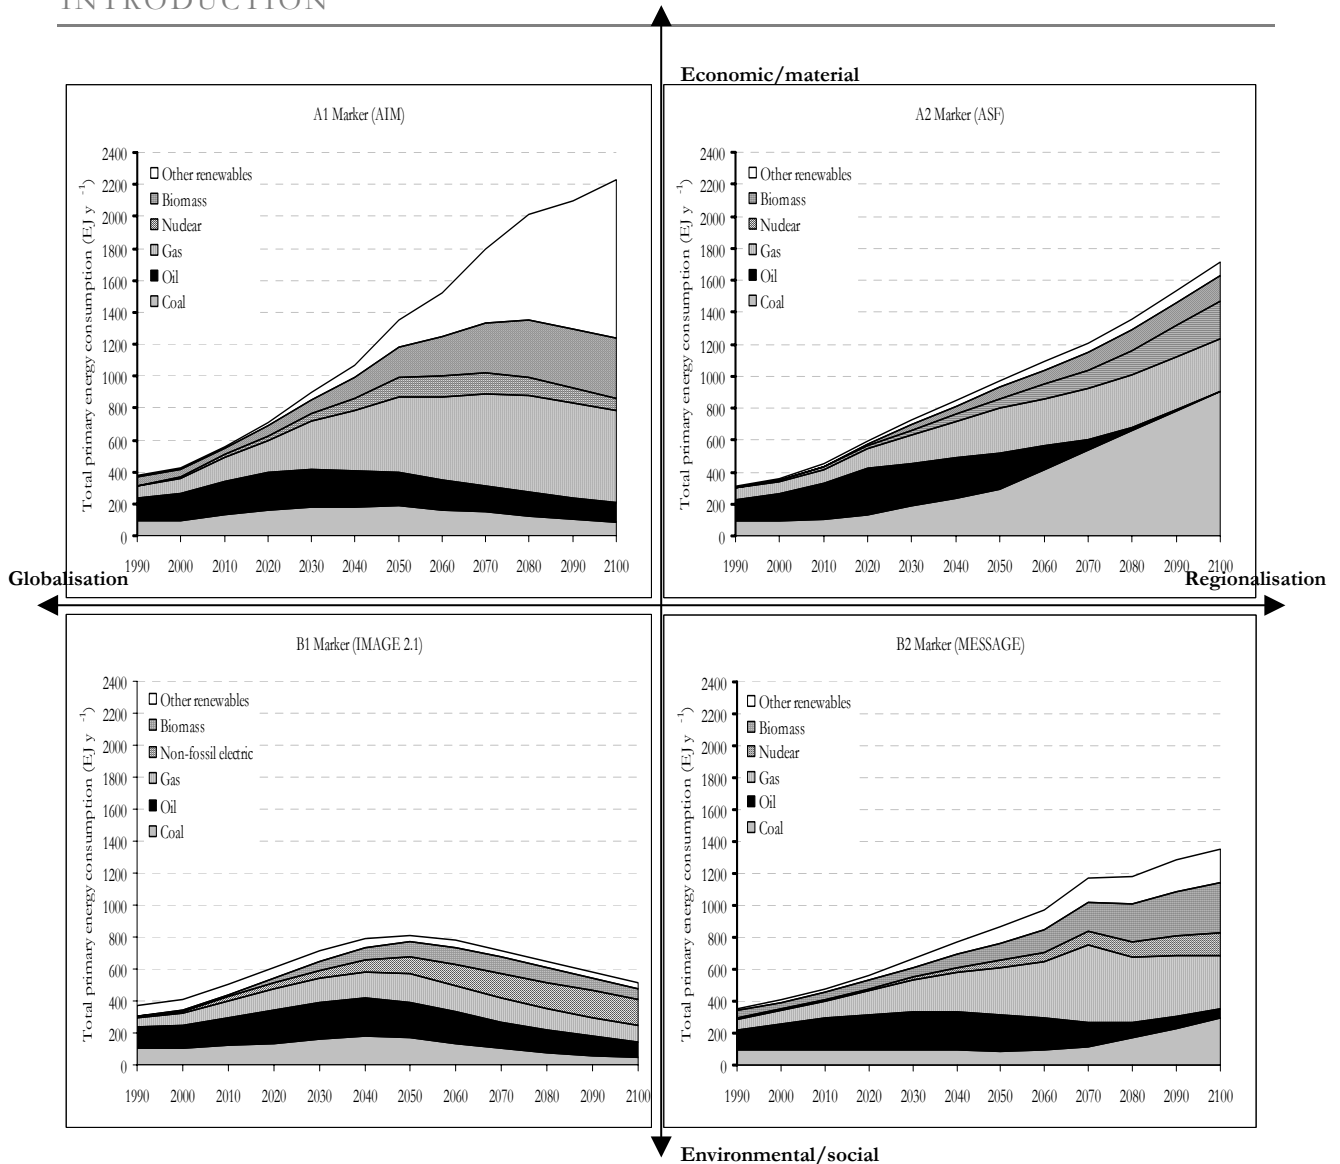 INTRODUCTION
Economic/material
A1 Marker (AIM)
Total primary energy consumption (EJ y -1)
2400
2200
2000
1800
1600
1400
1200
1000
800
600
400
200
0
Other renewables
Biomass
Nudear
Gas
Oil
Coal
1990 2000 2010 2020 2030 2040 2050 2060 2070 2080 2090 2100
A2 Marker (ASF)
Total primary energy consumption (EJ y -1)
2400
2200
2000
1800
1600
1400
1200
1000
800
600
400
200
0
Other renewables
Biomass
Nudear
Gas
Oil
Coal
1990 2000 2010 2020 2030 2040 2050 2060 2070 2080 2090 2100
Globalisation
Regionalisation
B1 Marker (IMAGE 2.1)
Total primary energy consumption (EJ y -1)
2400
2200
2000
1800
1600
1400
1200
1000
800
600
400
200
0
Other renewables
Biomass
Non-fossil electric
Gas
Oil
Coal
1990 2000 2010 2020 2030 2040 2050 2060 2070 2080 2090 2100
B2 Marker (MESSAGE)
Total primary energy consumption (EJ y -1)
2400
2200
2000
1800
1600
1400
1200
1000
800
600
400
200
0
Other renewables
Biomass
Nudear
Gas
Oil
Coal
1990 2000 2010 2020 2030 2040 2050 2060 2070 2080 2090 2100
Environmental/social